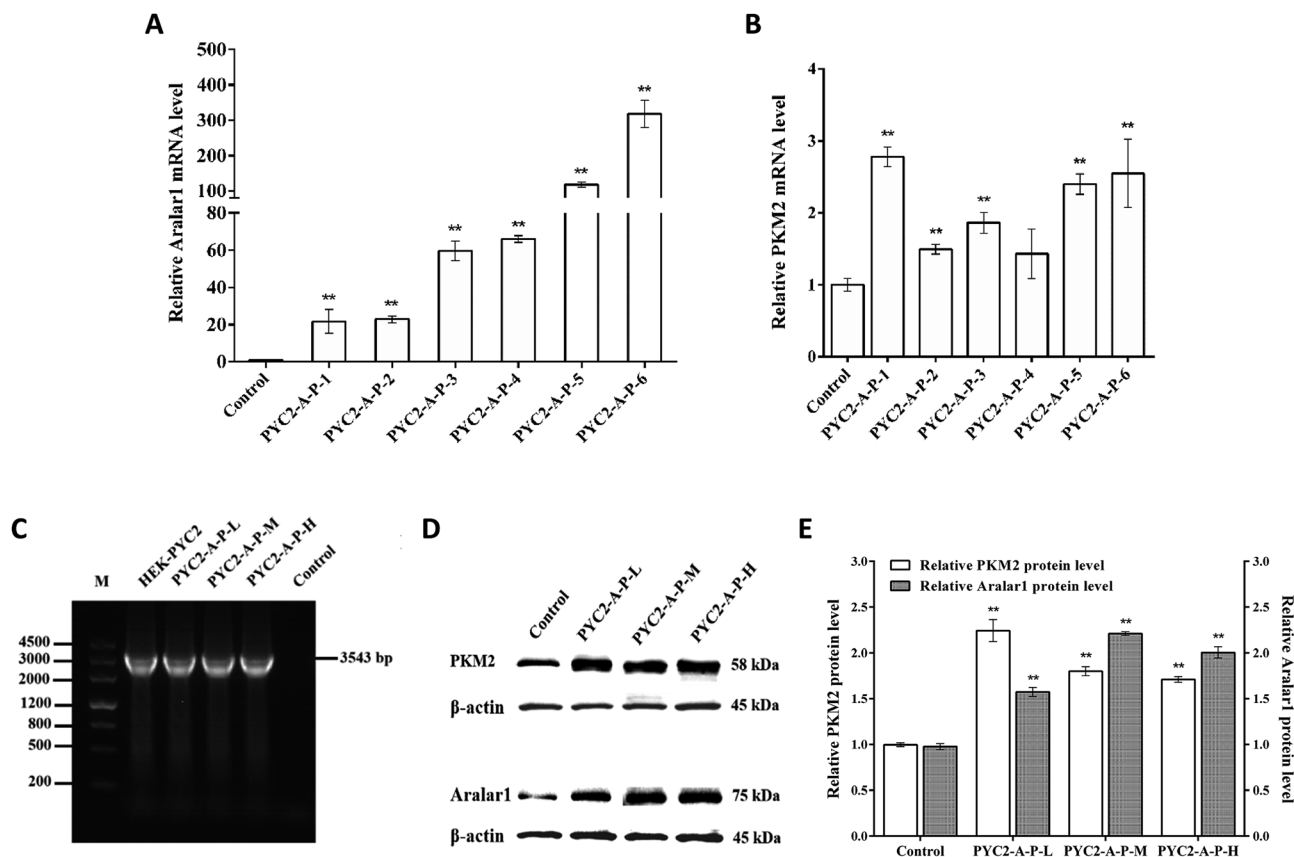 A
Relative Aralar1 mRNA level
500
400
300
200
100
80
60
40
20
0
**
**
**
**
**
**
Control
PYC2-A-P-1
PYC2-A-P-2
PYC2-A-P-3
PYC2-A-P-4
PYC2-A-P-5
PYC2-A-P-6
B
Relative PKM2 mRNA level
4
3
2
1
0
**
**
**
**
**
Control
PYC2-A-P-1
PYC2-A-P-2
PYC2-A-P-3
PYC2-A-P-4
PYC2-A-P-5
PYC2-A-P-6
C
M
HEK-PYC2
PYC2-A-P-L
PYC2-A-P-M
PYC2-A-P-H
Control
4500
3000
2000
1200
800
500
200
3543 bp
D
Control
PYC2-A-P-L
PYC2-A-P-M
PYC2-A-P-H
PKM2
58 kDa
β-actin
45 kDa
Aralar1
75 kDa
β-actin
45 kDa
E
Relative PKM2 protein level
3.0
2.5
2.0
1.5
1.0
0.5
0.0
Relative PKM2 protein level
Relative Aralar1 protein level
**
**
**
**
**
**
Control
PYC2-A-P-L
PYC2-A-P-M
PYC2-A-P-H
3.0
2.5
2.0
1.5
1.0
0.5
0.0
Relative Aralar1 protein level